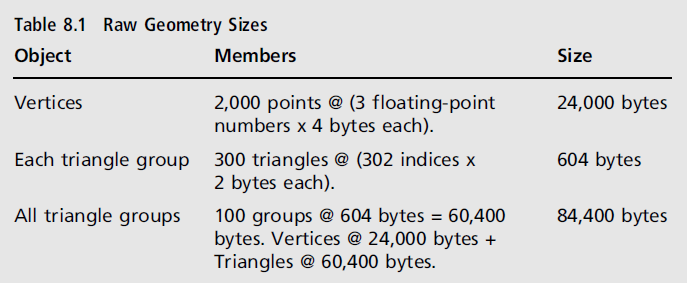 Table 8.1 Raw Geometry Sizes
Object Members Size
Vertices 2,000 points @ (3 floating-point 24,000 bytes
numbers x 4 bytes each).
Each triangle group 300 triangles @ (302 indices x 604 bytes
2 bytes each).
All triangle groups 100 groups @ 604 bytes = 60,400 84,400 bytes
bytes. Vertices @ 24,000 bytes +
Triangles @ 60,400 bytes.